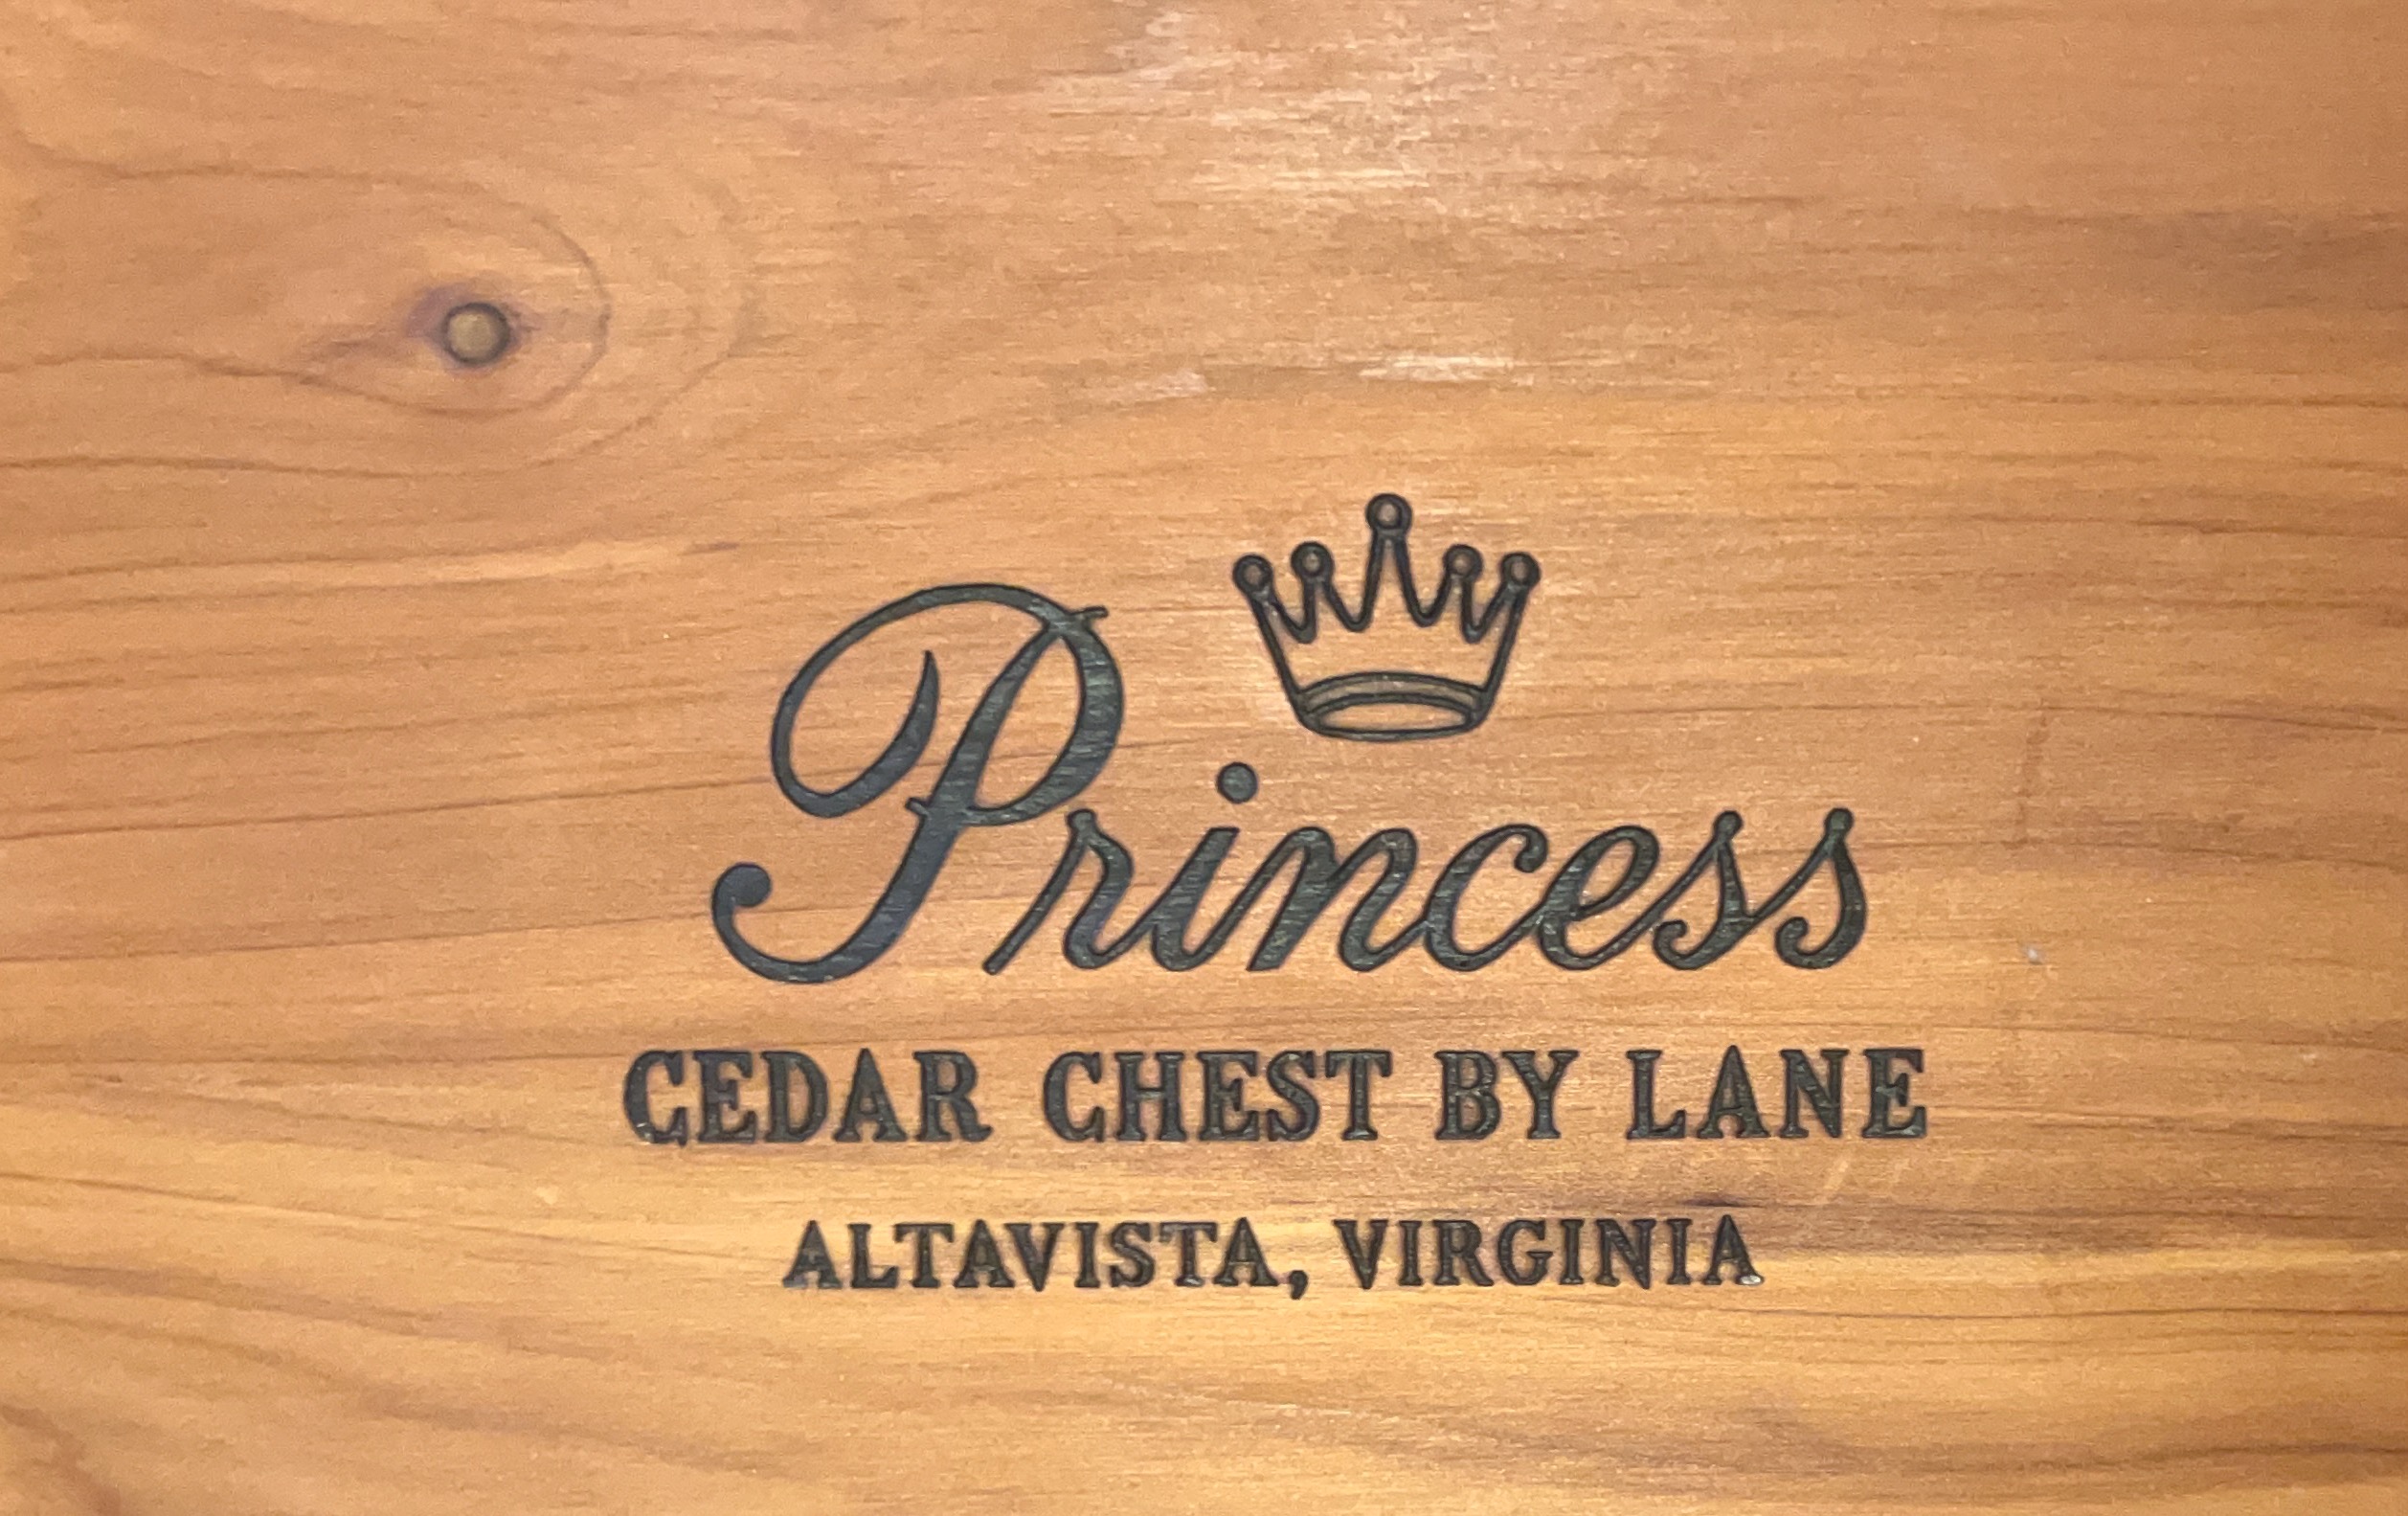 Princess
CEDAR CHEST BY LANE
ALTAVISTA, VIRGINIA